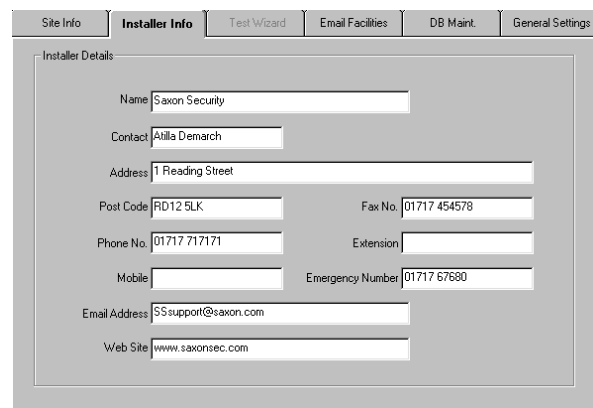 Site Info Installer Info Test Wizard Email Facilities DB Maint. General Settings
Installer Details
Name Saxon Security
Contact Atilla Demarch
Address 1 Reading Street
Post Code RD12 5LK Fax No. 01717 454578
Phone No. 01717 717171 Extension
Mobile Emergency Number 01717 67680
Email Address SSsupport@saxon.com
Web Site www.saxonsec.com